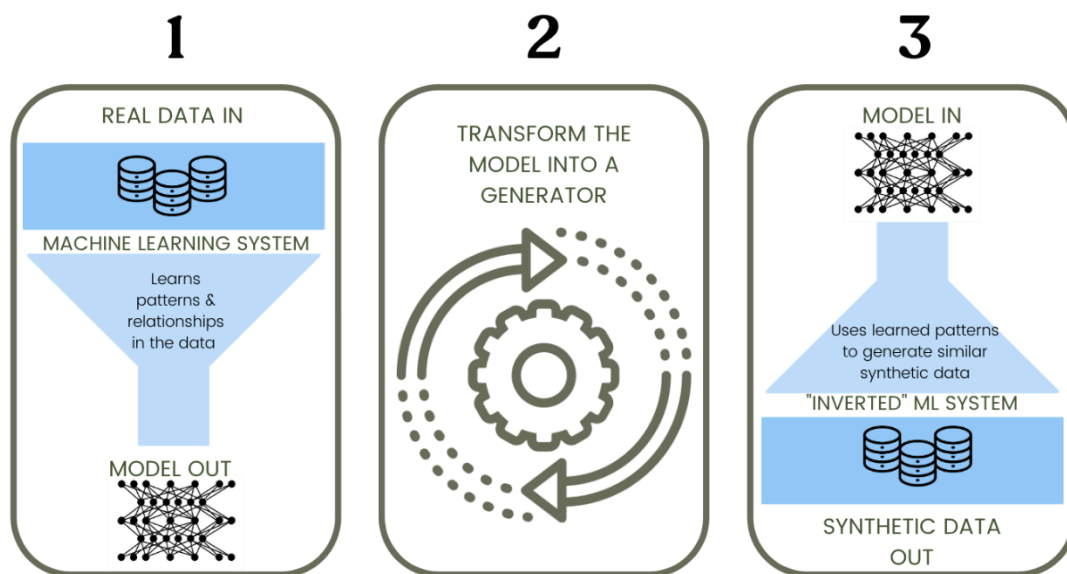 1
REAL DATA IN
MACHINE LEARNING SYSTEM
Learns
patterns &
relationships
in the data
MODEL OUT
2
TRANSFORM THE
MODEL INTO A
GENERATOR
3
MODEL IN
Uses learned patterns
to generate similar
synthetic data
"INVERTED" ML SYSTEM
SYNTHETIC DATA
OUT